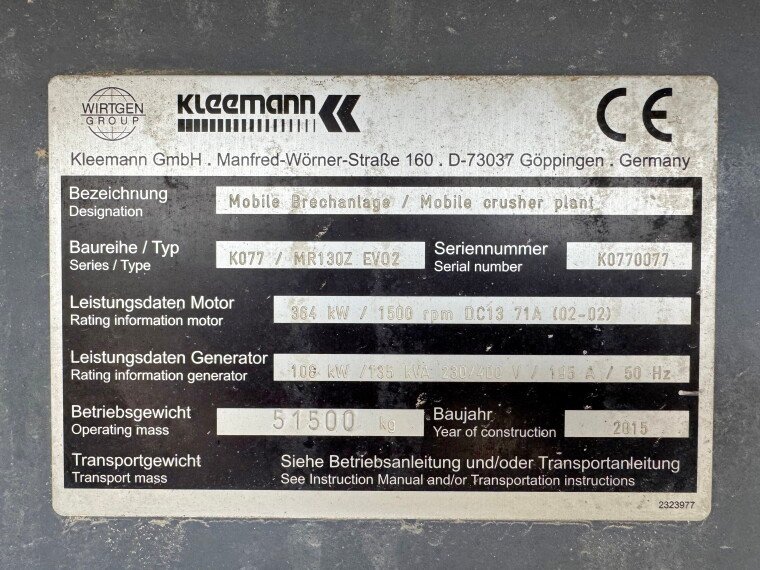 WIRTGEN
GROUP
KLEEMANN
CE
Kleemann GmbH . Manfred-Wörner-Straße 160 . D-73037 Göppingen . Germany
Bezeichnung
Designation
Mobile Brechanlage / Mobile crusher plant
Baureihe / Typ
Series / Type
K077 / MR130Z EVO2
Seriennummer
Serial number
K0770077
Leistungsdaten Motor
Rating information motor
364 kW / 1500 rpm DC13 71A (02-02)
Leistungsdaten Generator
Rating information generator
108 kW /135 kVA 230/400 V / 195 A / 50 Hz
Betriebsgewicht
Operating mass
51500 kg
Baujahr
Year of construction
2015
Transportgewicht
Transport mass
Siehe Betriebsanleitung und/oder Transportanleitung
See Instruction Manual and/or Transportation instructions
2323977